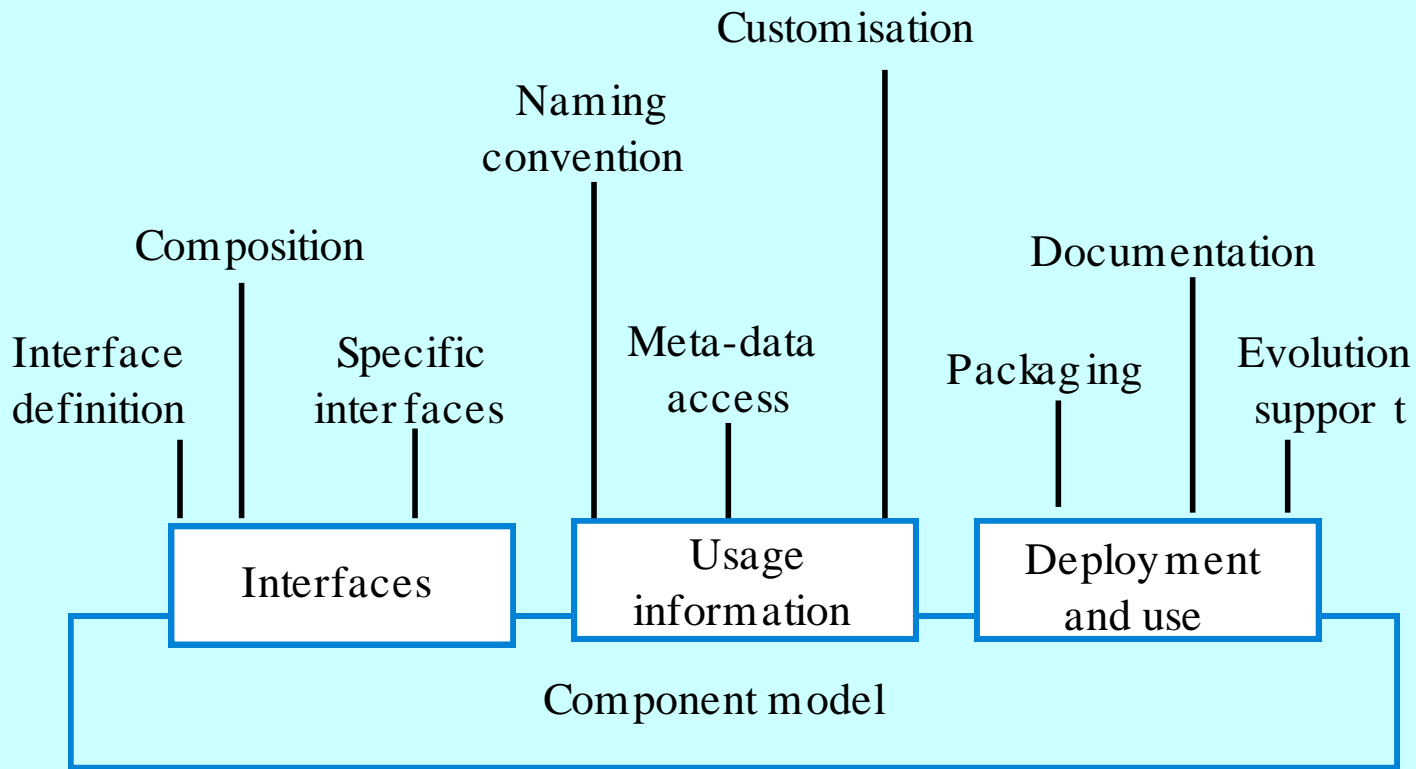 Customisation
Naming
convention
Composition
Documentation
Interface
definition
Specific
interfaces
Meta-data
access
Packaging
Evolution
support
Interfaces
Usage
information
Deployment
and use
Component model